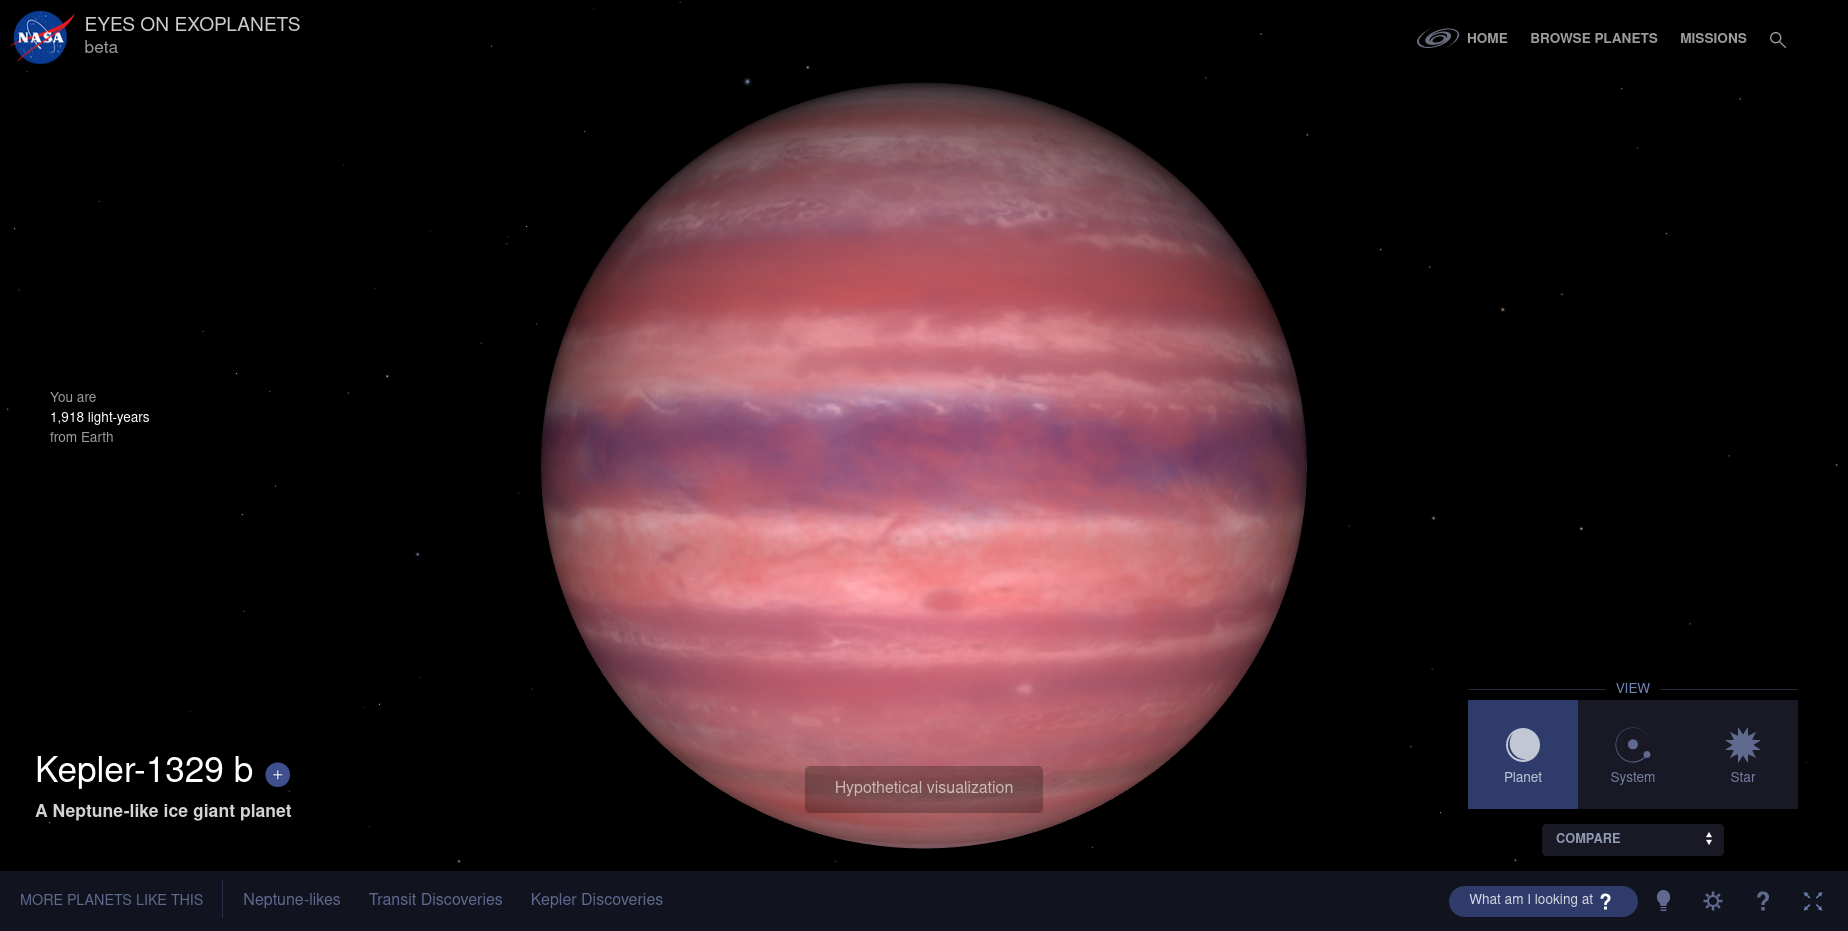 NASA
EYES ON EXOPLANETS
beta
HOME
BROWSE PLANETS
MISSIONS
You are
1,918 light-years
from Earth
Kepler-1329 b +
A Neptune-like ice giant planet
Hypothetical visualization
VIEW
Planet
System
Star
COMPARE
MORE PLANETS LIKE THIS
Neptune-likes
Transit Discoveries
Kepler Discoveries
What am I looking at ?
?